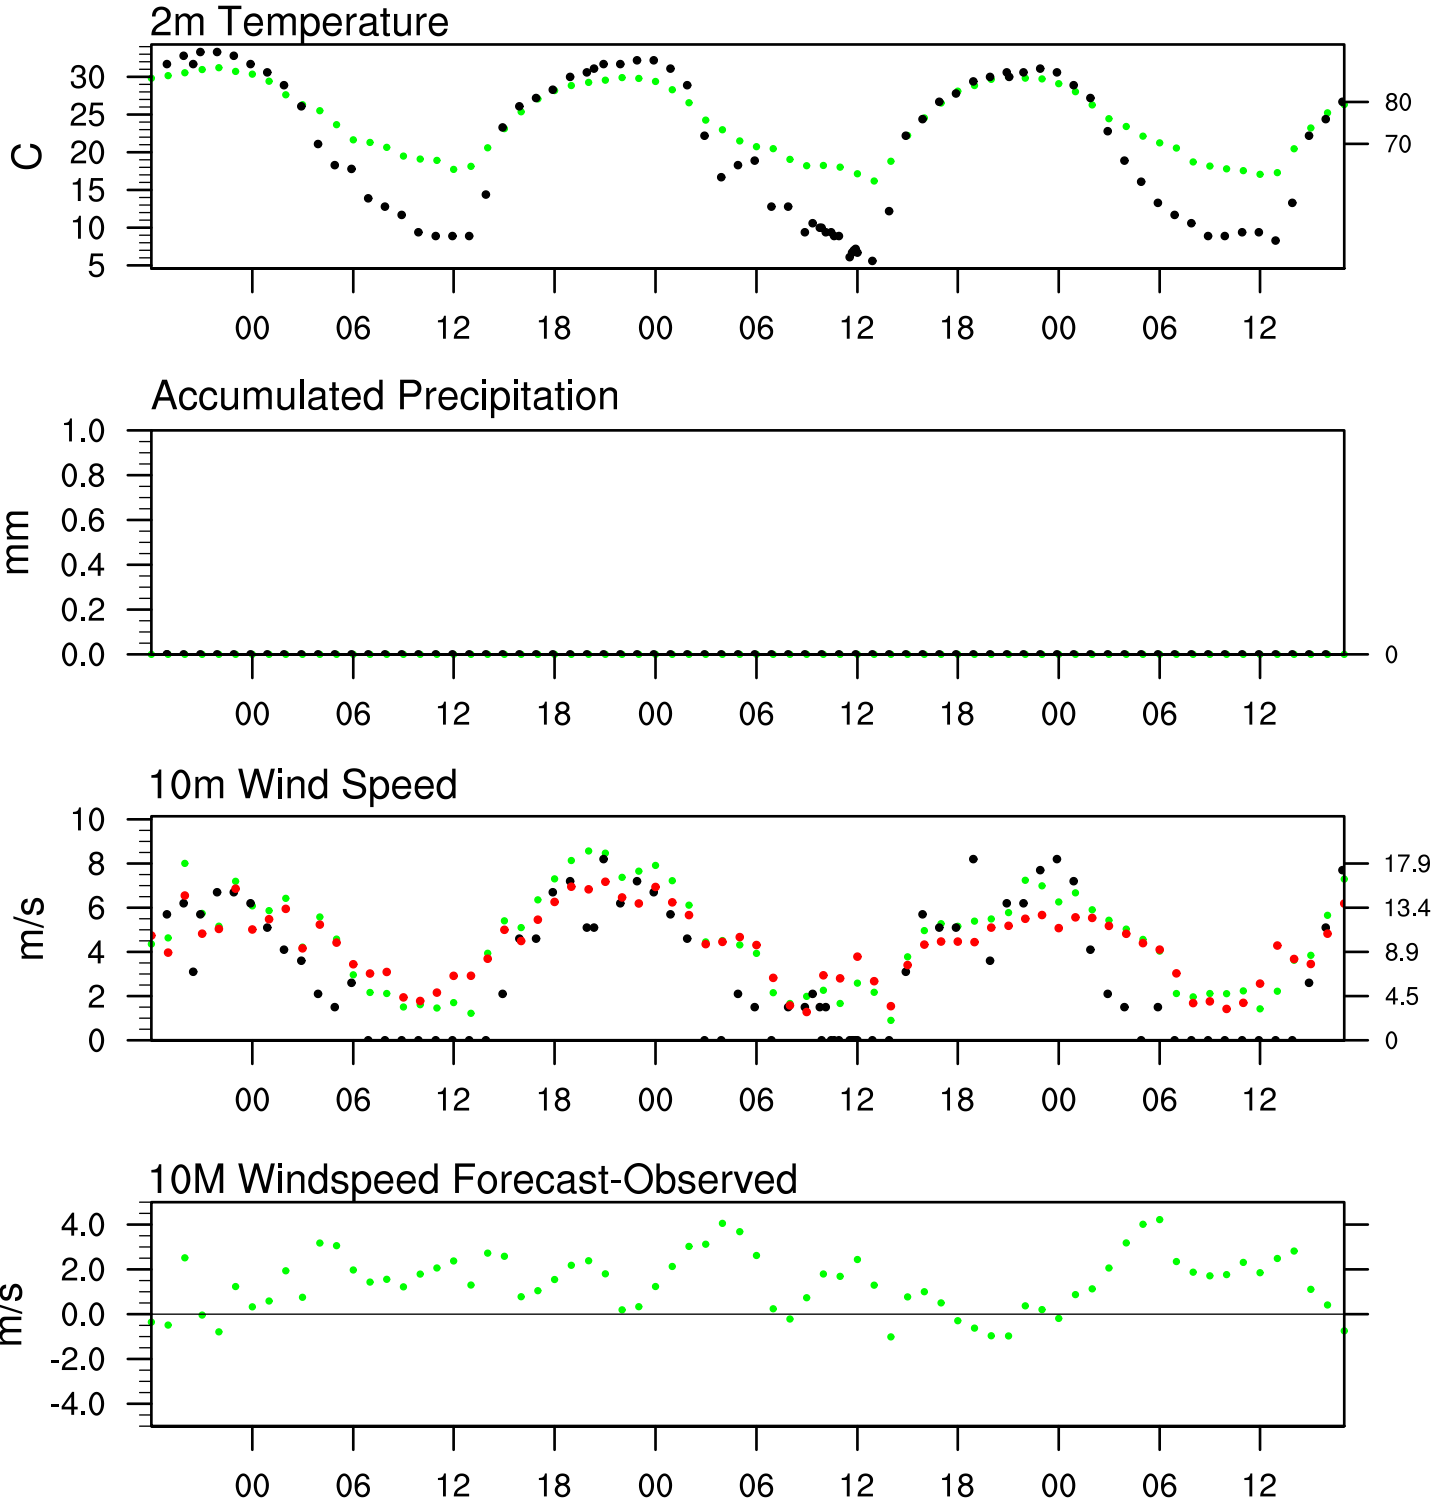 2m Temperature
30
25
20
15
10
5
C
80
70
00 06 12 18 00 06 12 18 00 06 12
Accumulated Precipitation
1.0
0.8
0.6
0.4
0.2
0.0
mm
0
00 06 12 18 00 06 12 18 00 06 12
10m Wind Speed
10
8
6
4
2
0
m/s
17.9
13.4
8.9
4.5
0
00 06 12 18 00 06 12 18 00 06 12
10M Windspeed Forecast-Observed
4.0
2.0
0.0
-2.0
-4.0
m/s
00 06 12 18 00 06 12 18 00 06 12